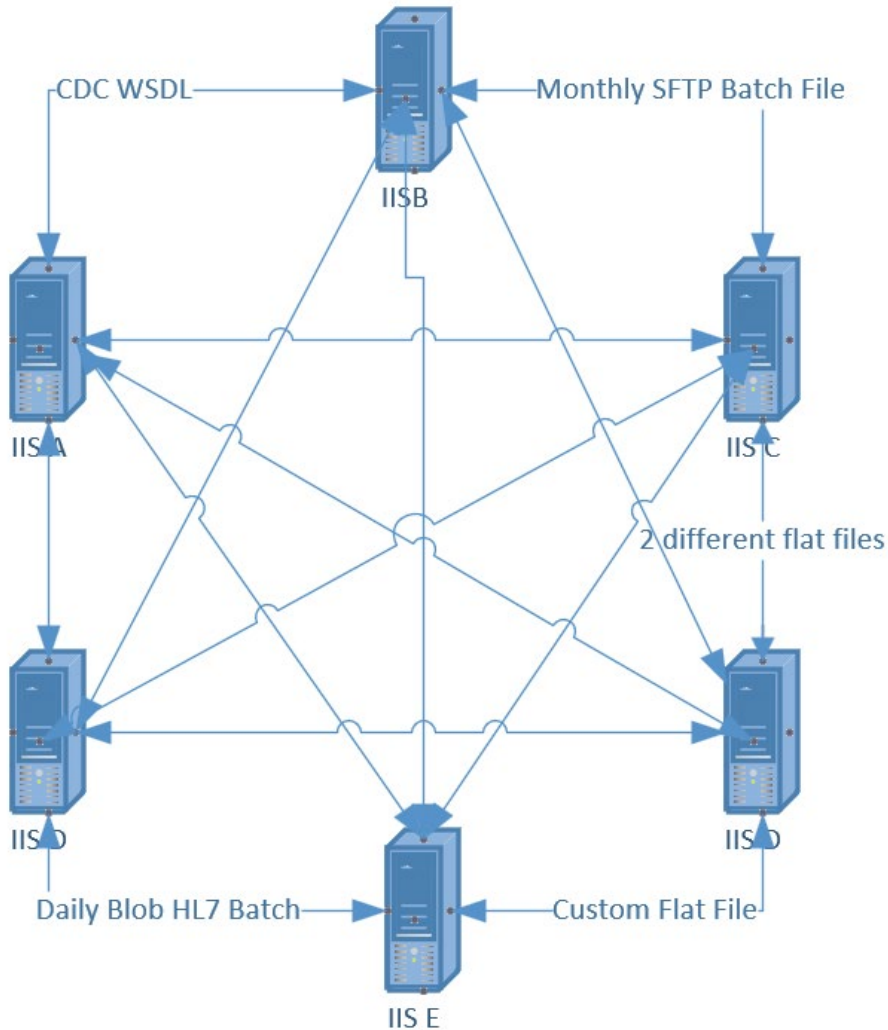 CDC WSDL
Monthly SFTP Batch File
IISB
IIS A
IIS C
2 different flat files
IIS D
IIS D
Daily Blob HL7 Batch
Custom Flat File
IIS E